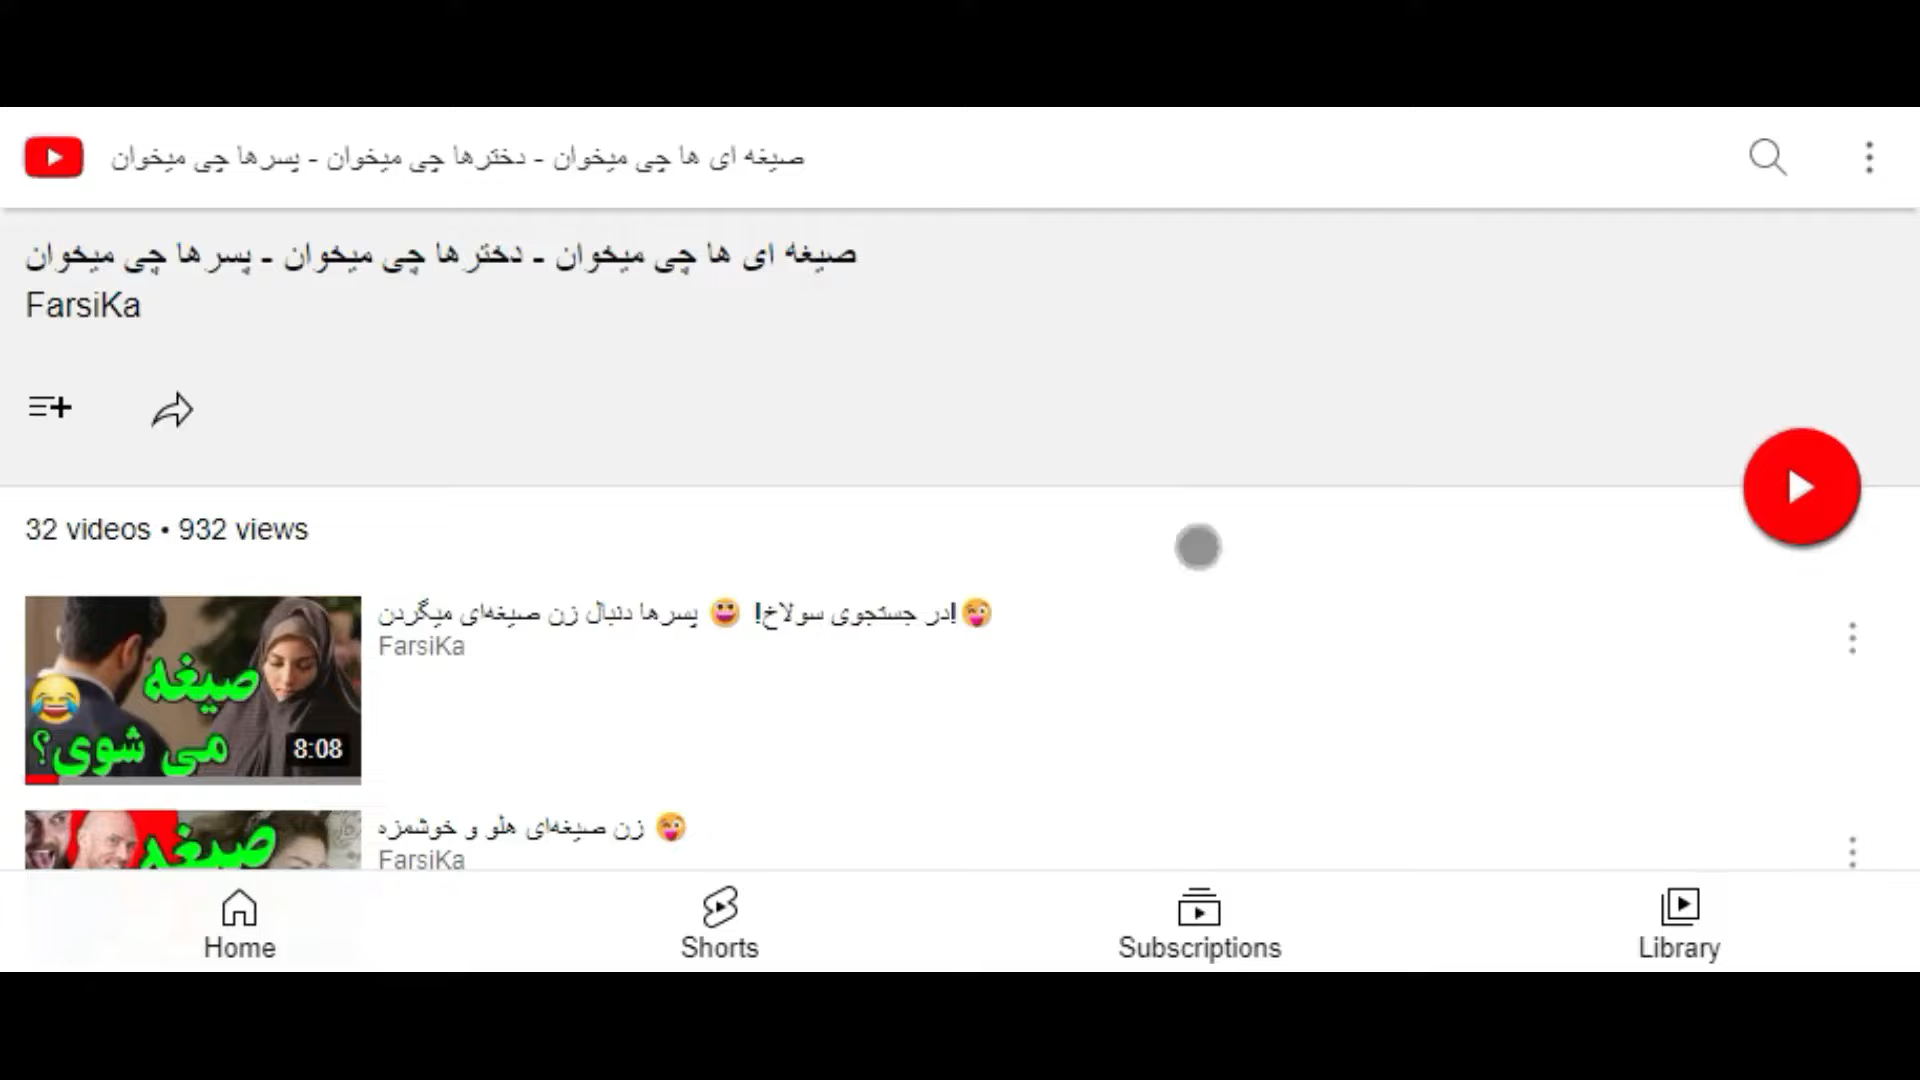 صیغه ای ها چی میخوان - دخترها چی میخوان - پسرها چی میخوان
صیغه ای ها چی میخوان - دخترها چی میخوان - پسرها چی میخوان
FarsiKa
32 videos • 932 views
پسرها دنبال زن صیغه‌ای میگردن 😀 !در جستجوی سولاخ! 😜
FarsiKa
صیغه
می شوی؟
8:08
زن صیغه‌ای هلو و خوشمزه 😜
FarsiKa
صیغه
Home
Shorts
Subscriptions
Library